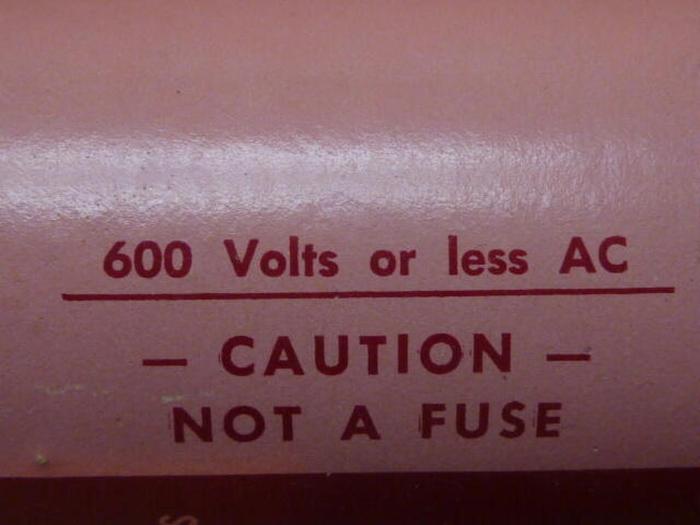 600 Volts or less AC
— CAUTION —
NOT A FUSE